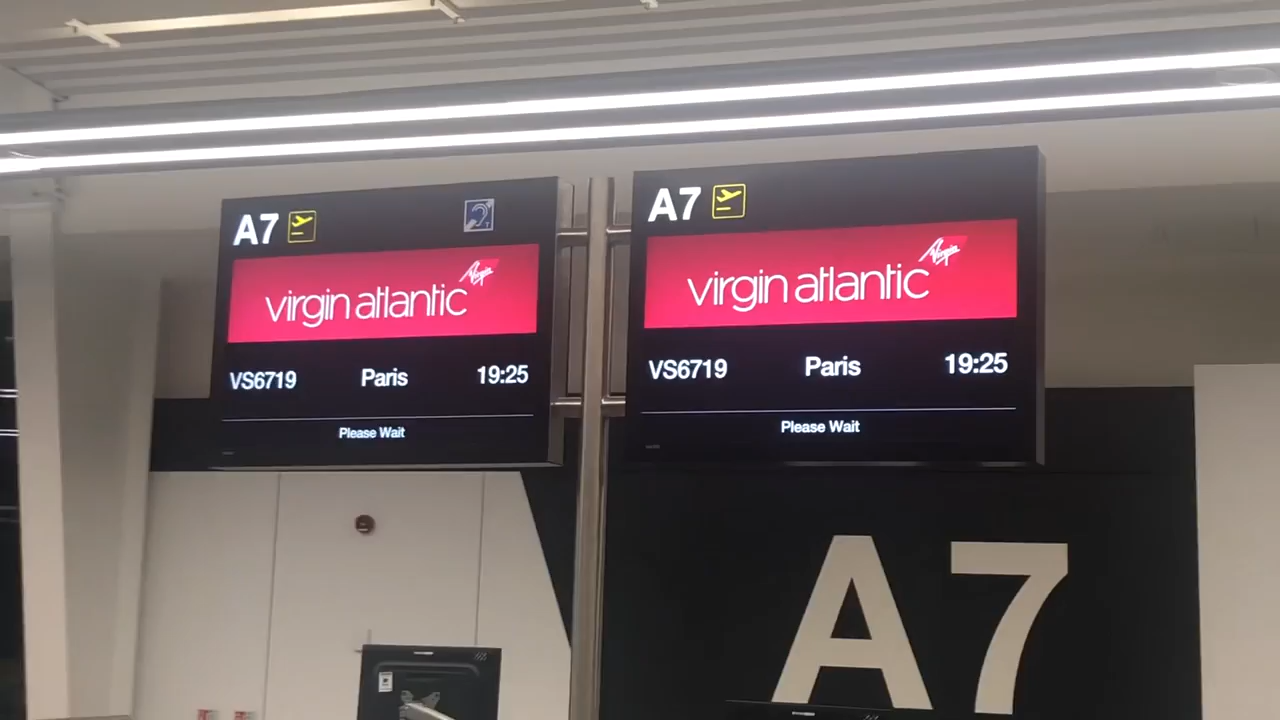 A7
virgin atlantic
Virgin
VS6719 Paris 19:25
Please Wait
A7
virgin atlantic
Virgin
VS6719 Paris 19:25
Please Wait
A7